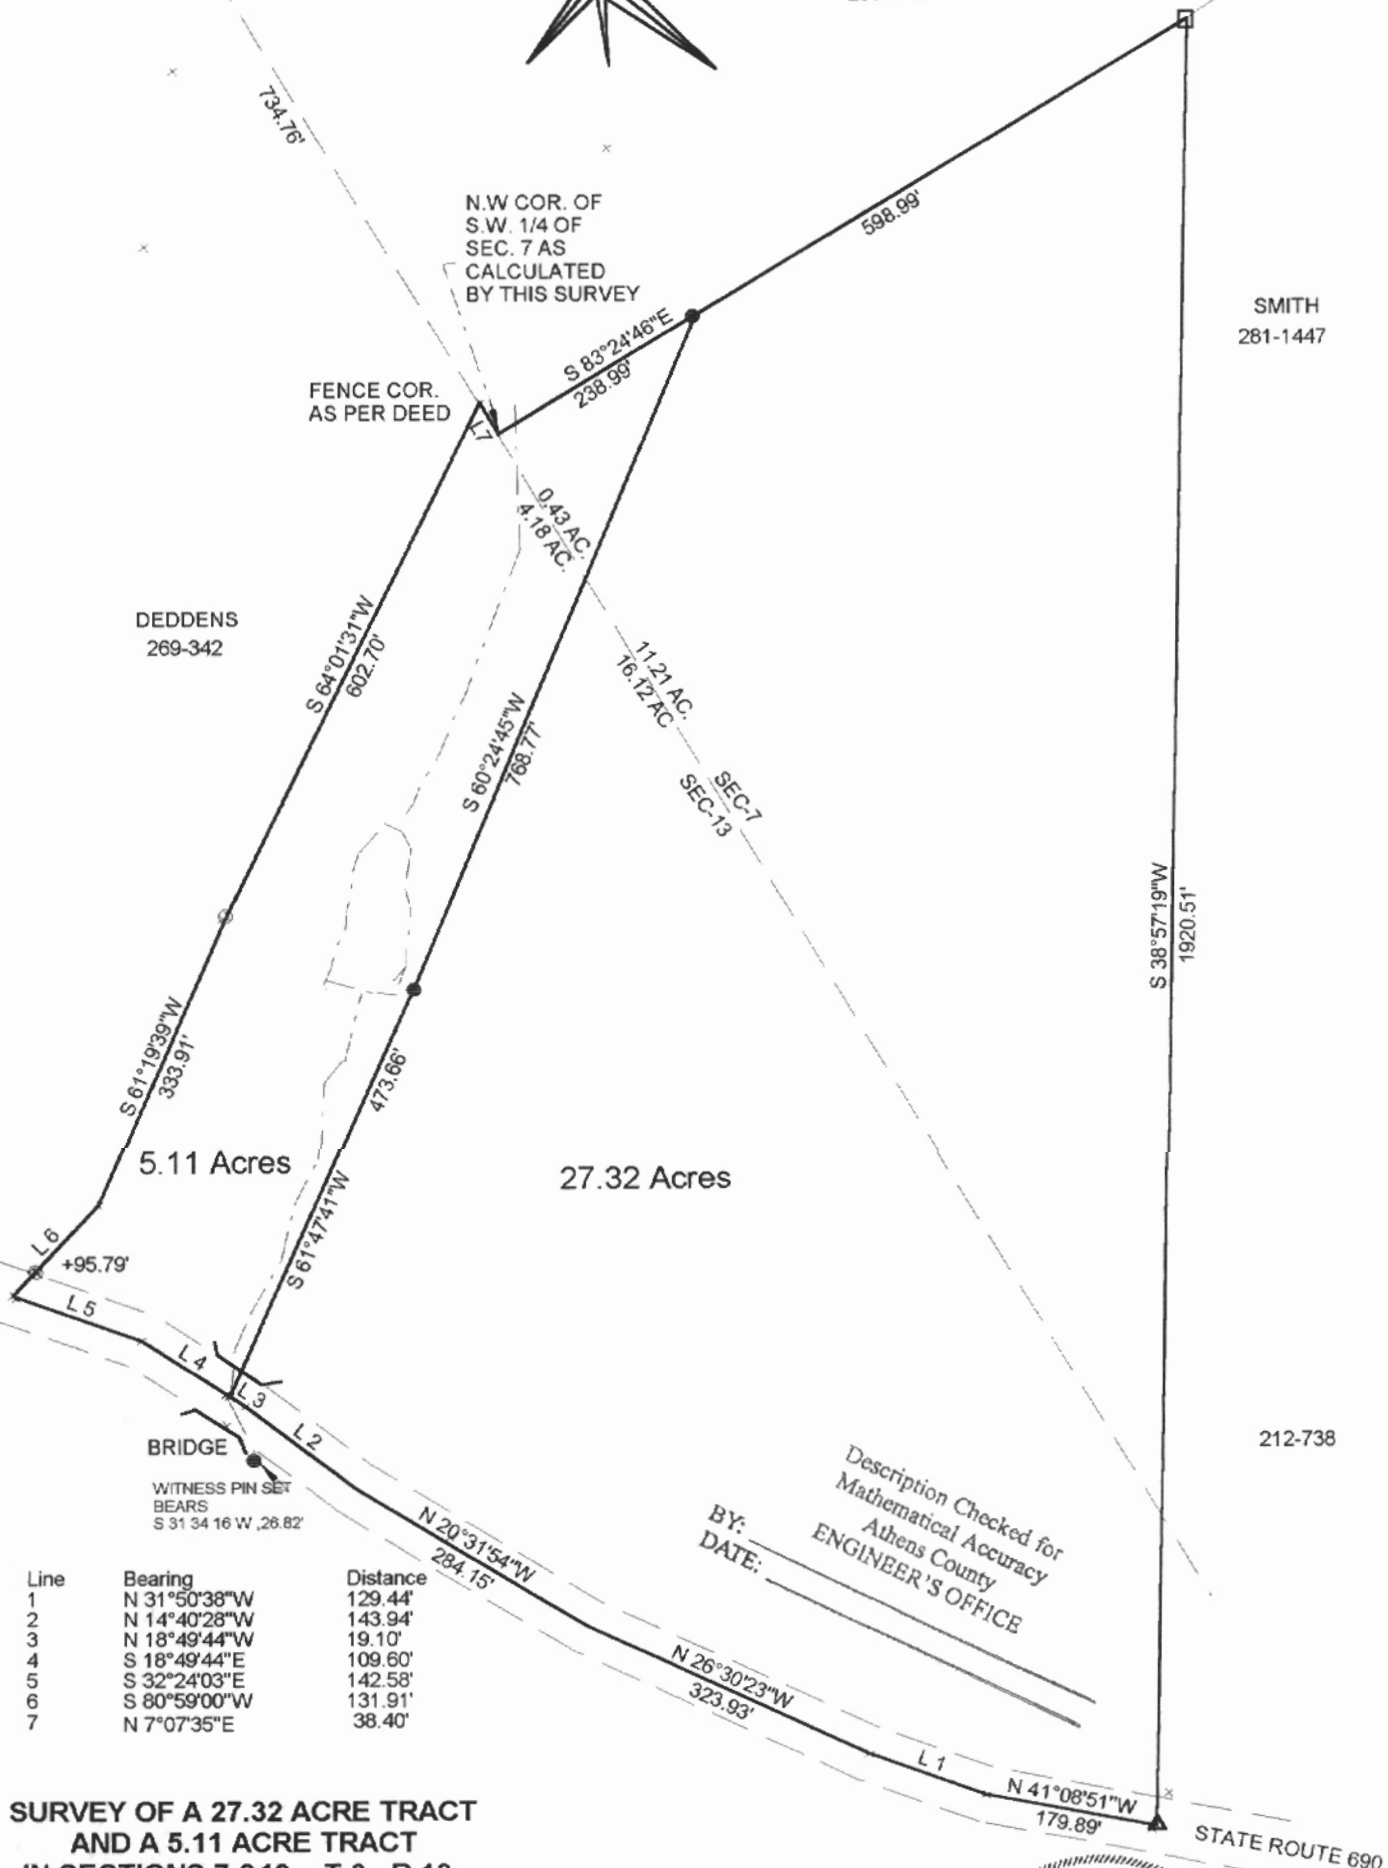 734.76'
N.W COR. OF
S.W. 1/4 OF
SEC. 7 AS
CALCULATED
BY THIS SURVEY
598.99'
SMITH
281-1447
S 83°24'46"E
238.99'
FENCE COR.
AS PER DEED
L7
0.43 AC.
4.18 AC.
DEDDENS
269-342
S 64°01'31"W
602.70'
11.21 AC.
16.12 AC
S 60°24'45"W
768.77'
SEC-7
SEC-13
S 38°57'19"W
1920.51'
S 61°19'39"W
333.91'
473.66'
5.11 Acres
27.32 Acres
S 61°47'41"W
L 6
+95.79'
L 5
L 4
L 3
L 2
BRIDGE
WITNESS PIN SET
BEARS
S 31 34 16 W ,26.82'
212-738
N 20°31'54"W
284.15'
Description Checked for
Mathematical Accuracy
Athens County
ENGINEER'S OFFICE
BY:
DATE:
N 26°30'23"W
323.93'
L 1
N 41°08'51"W
179.89'
STATE ROUTE 690
Line Bearing Distance
1 N 31°50'38"W 129.44'
2 N 14°40'28"W 143.94'
3 N 18°49'44"W 19.10'
4 S 18°49'44"E 109.60'
5 S 32°24'03"E 142.58'
6 S 80°59'00"W 131.91'
7 N 7°07'35"E 38.40'
SURVEY OF A 27.32 ACRE TRACT
AND A 5.11 ACRE TRACT